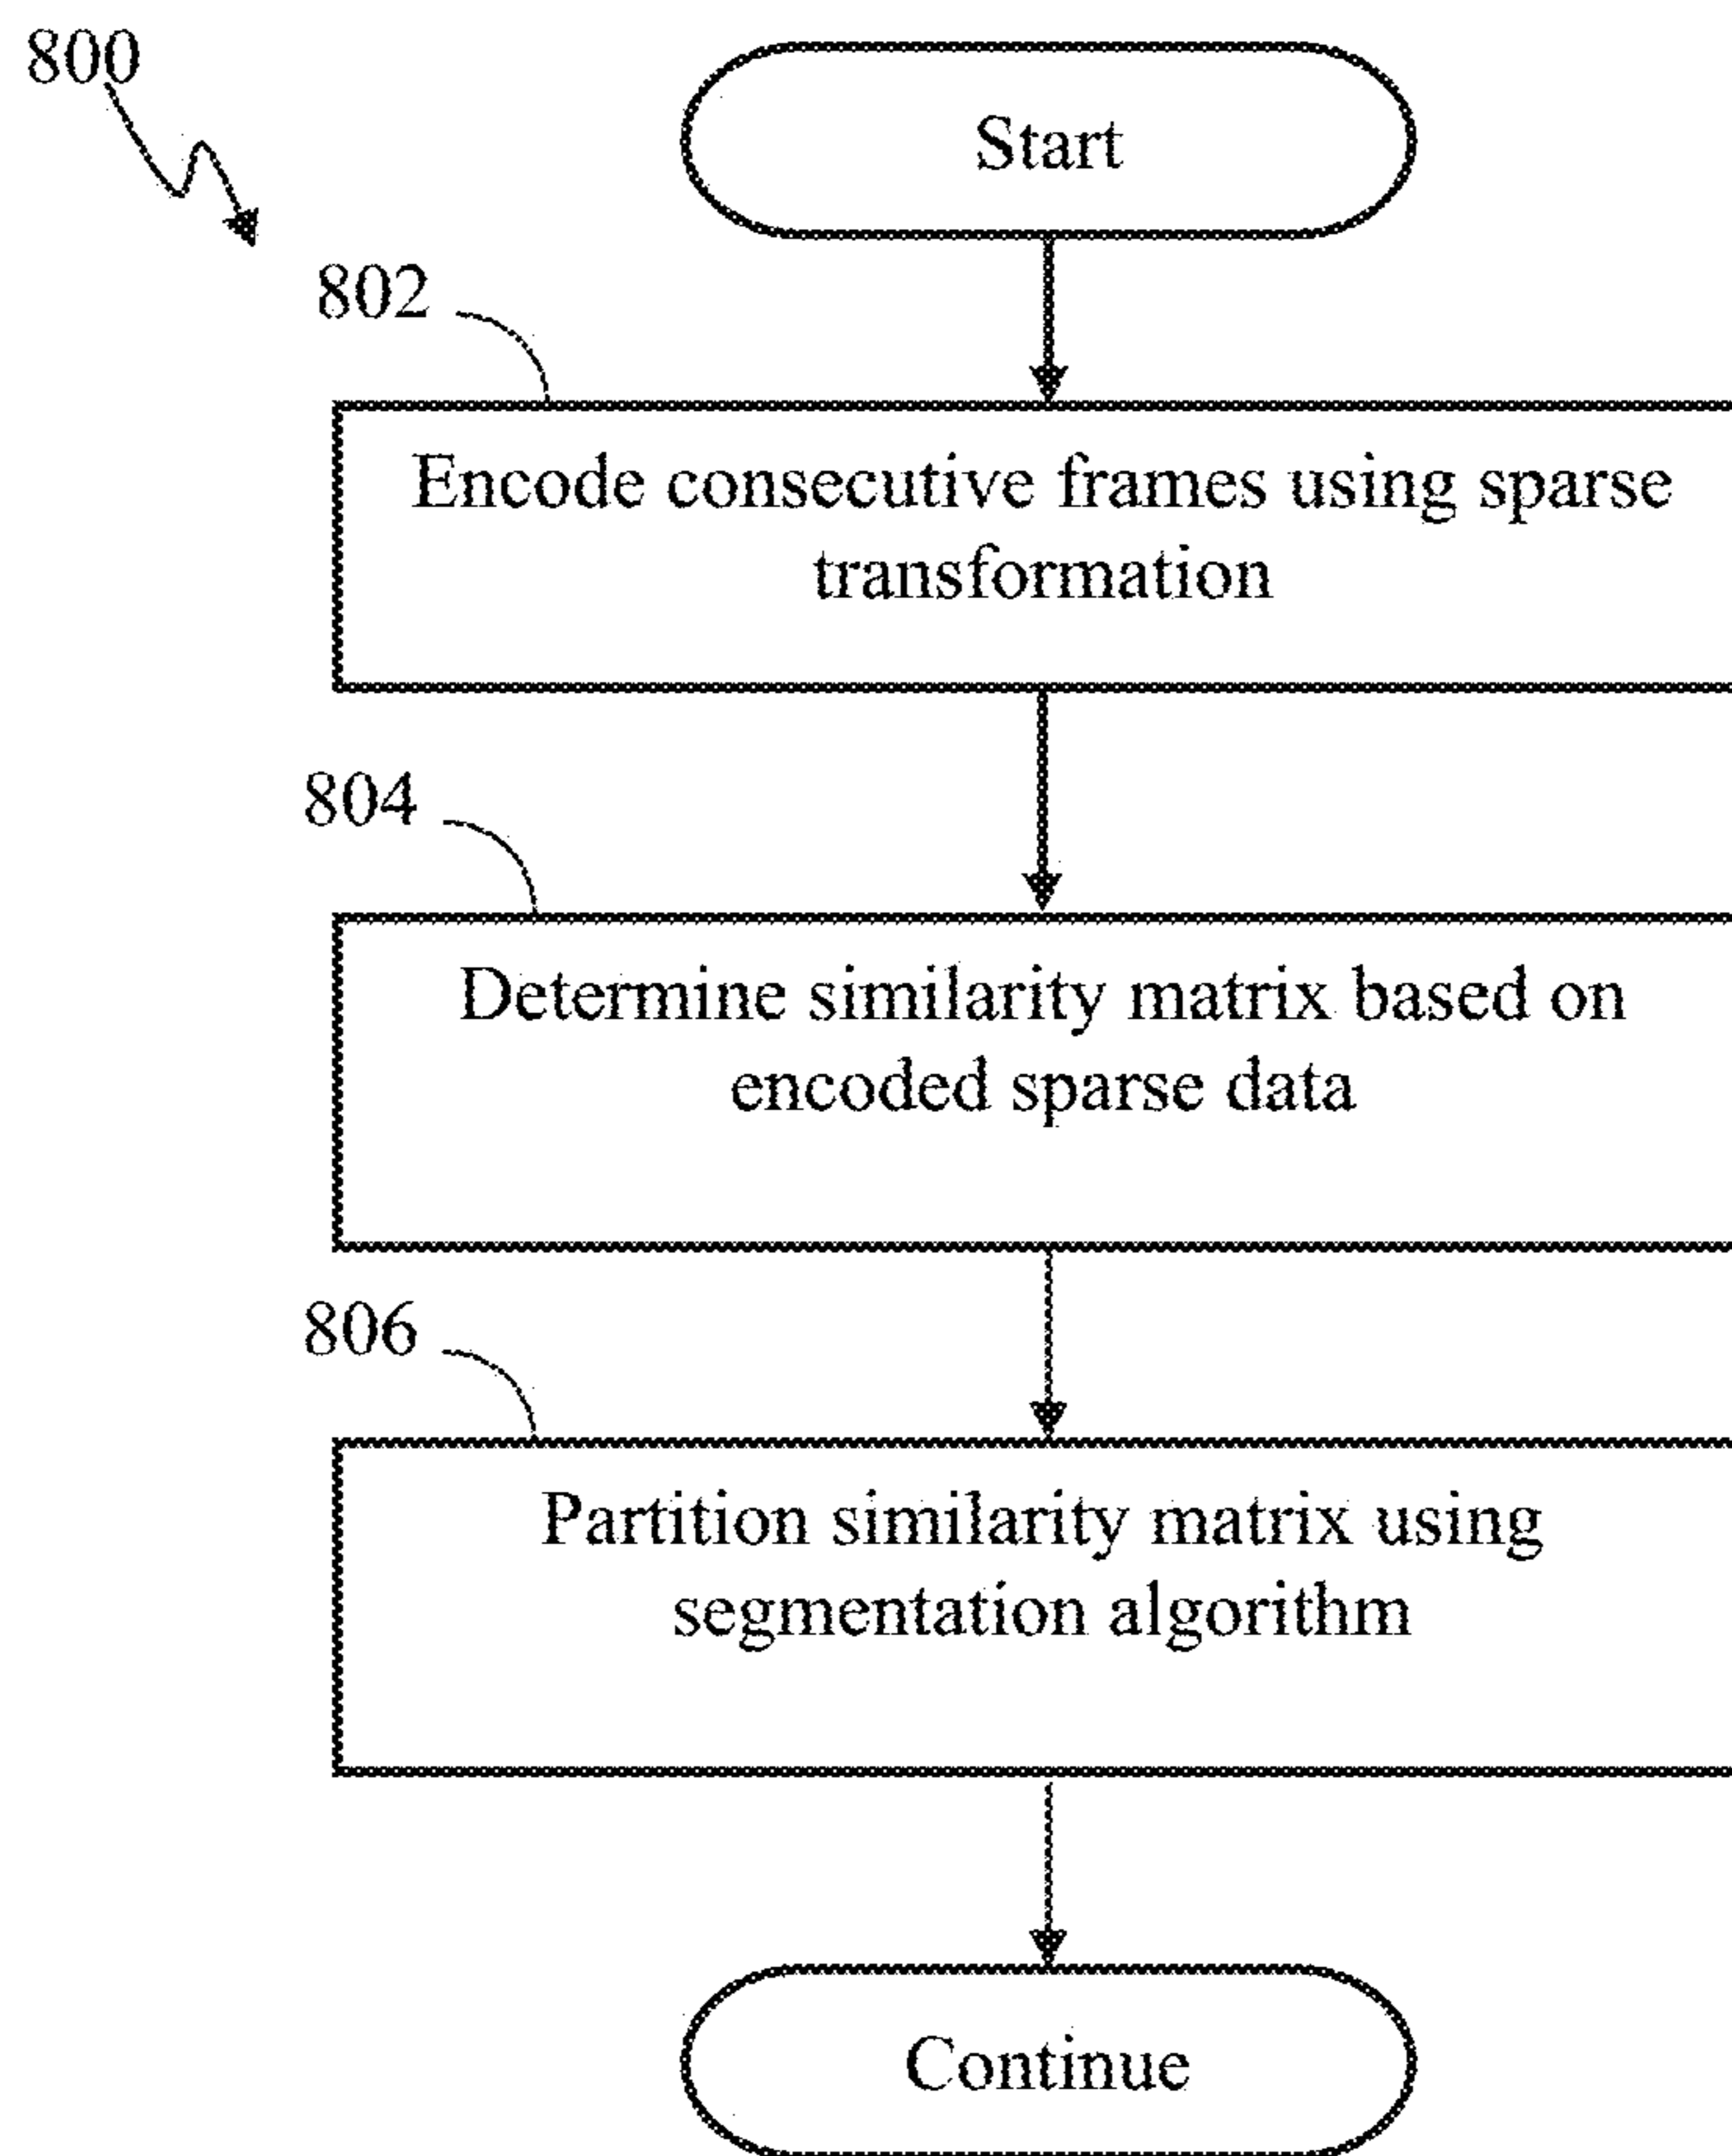 800
Start
802
Encode consecutive frames using sparse
transformation
804
Determine similarity matrix based on
encoded sparse data
806
Partition similarity matrix using
segmentation algorithm
Continue